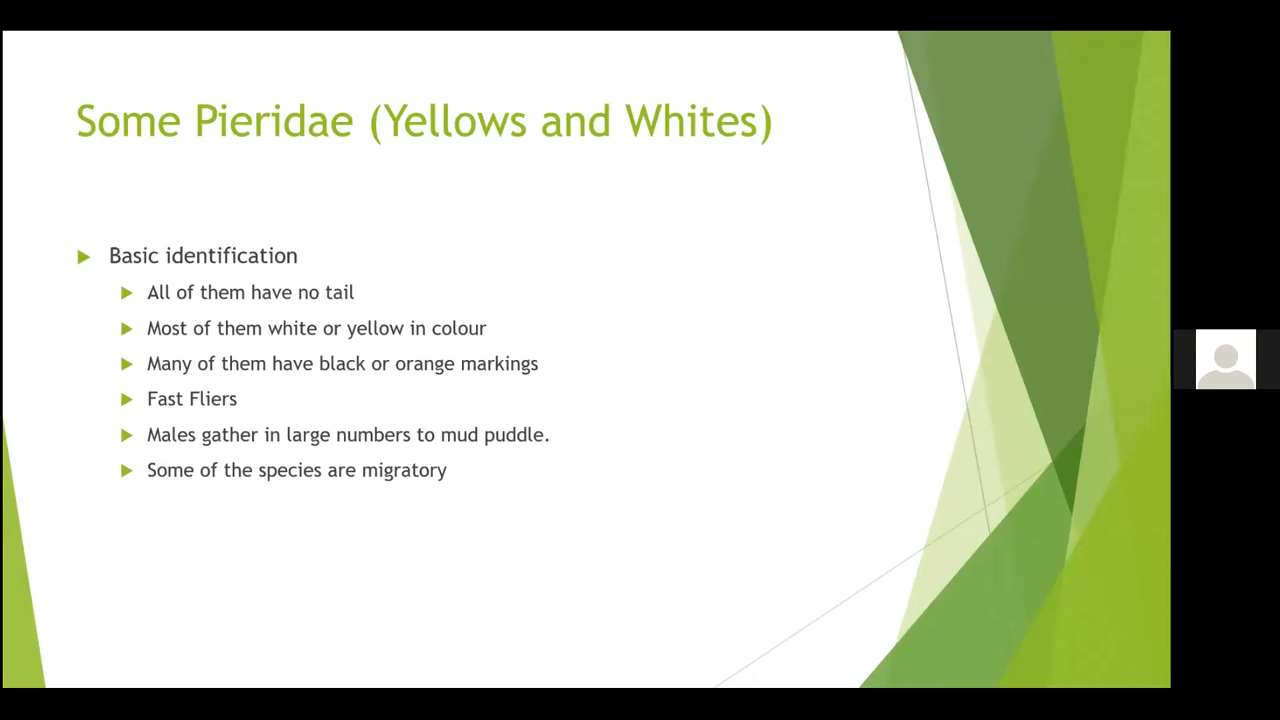 Some Pieridae (Yellows and Whites)
Basic identification
All of them have no tail
Most of them white or yellow in colour
Many of them have black or orange markings
Fast Fliers
Males gather in large numbers to mud puddle.
Some of the species are migratory